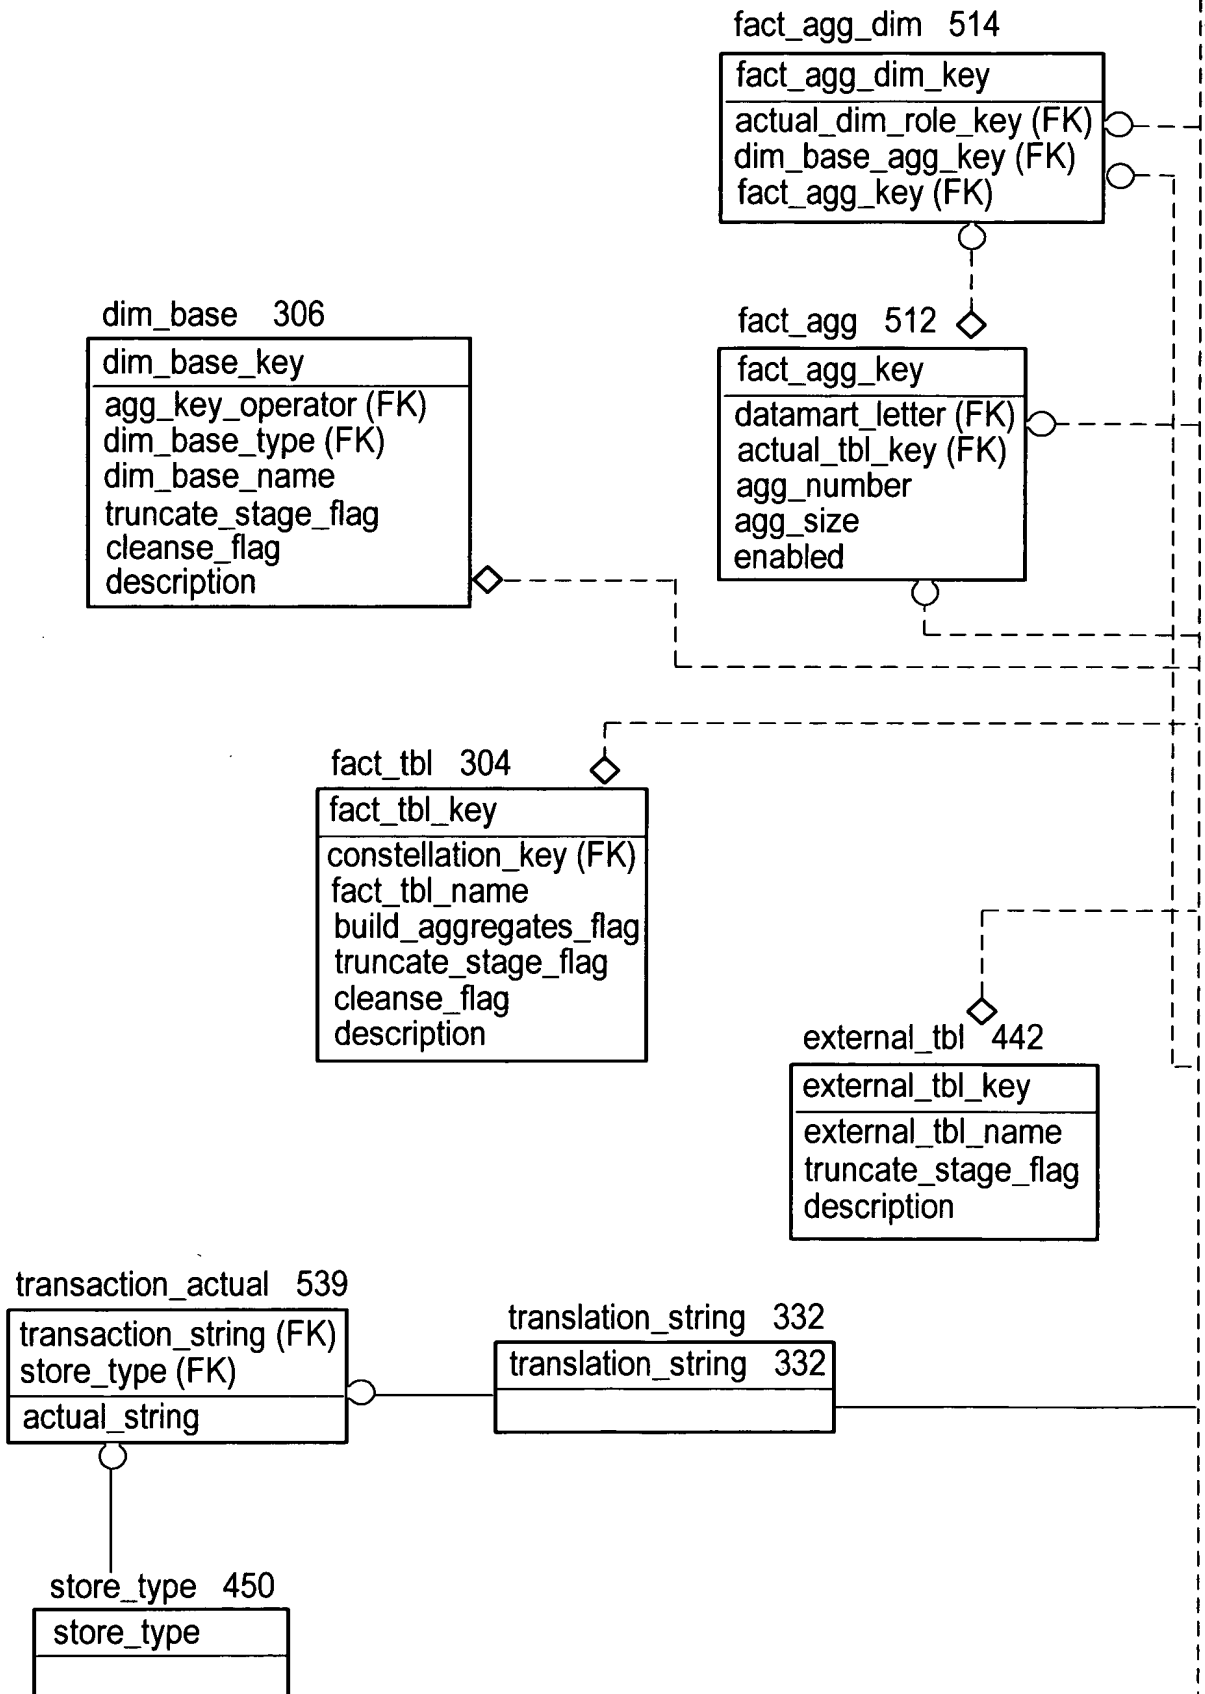 fact_agg_dim 514
fact_agg_dim_key
actual_dim_role_key (FK)
dim_base_agg_key (FK)
fact_agg_key (FK)
dim_base 306
dim_base_key
agg_key_operator (FK)
dim_base_type (FK)
dim_base_name
truncate_stage_flag
cleanse_flag
description
fact_agg 512
fact_agg_key
datamart_letter (FK)
actual_tbl_key (FK)
agg_number
agg_size
enabled
fact_tbl 304
fact_tbl_key
constellation_key (FK)
fact_tbl_name
build_aggregates_flag
truncate_stage_flag
cleanse_flag
description
external_tbl 442
external_tbl_key
external_tbl_name
truncate_stage_flag
description
transaction_actual 539
transaction_string (FK)
store_type (FK)
actual_string
translation_string 332
translation_string 332
store_type 450
store_type